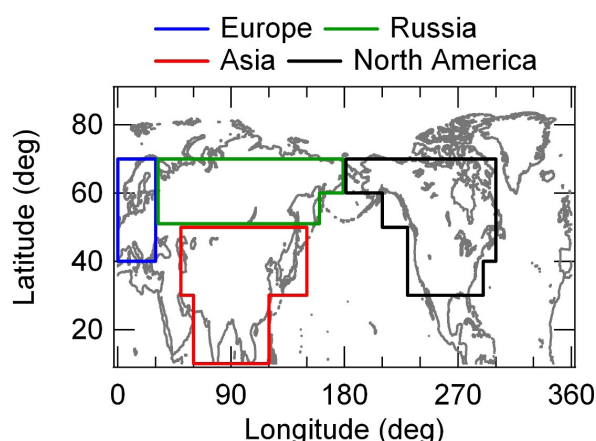 Europe Russia
Asia North America
Latitude (deg)
80
60
40
20
0 90 180 270 360
Longitude (deg)